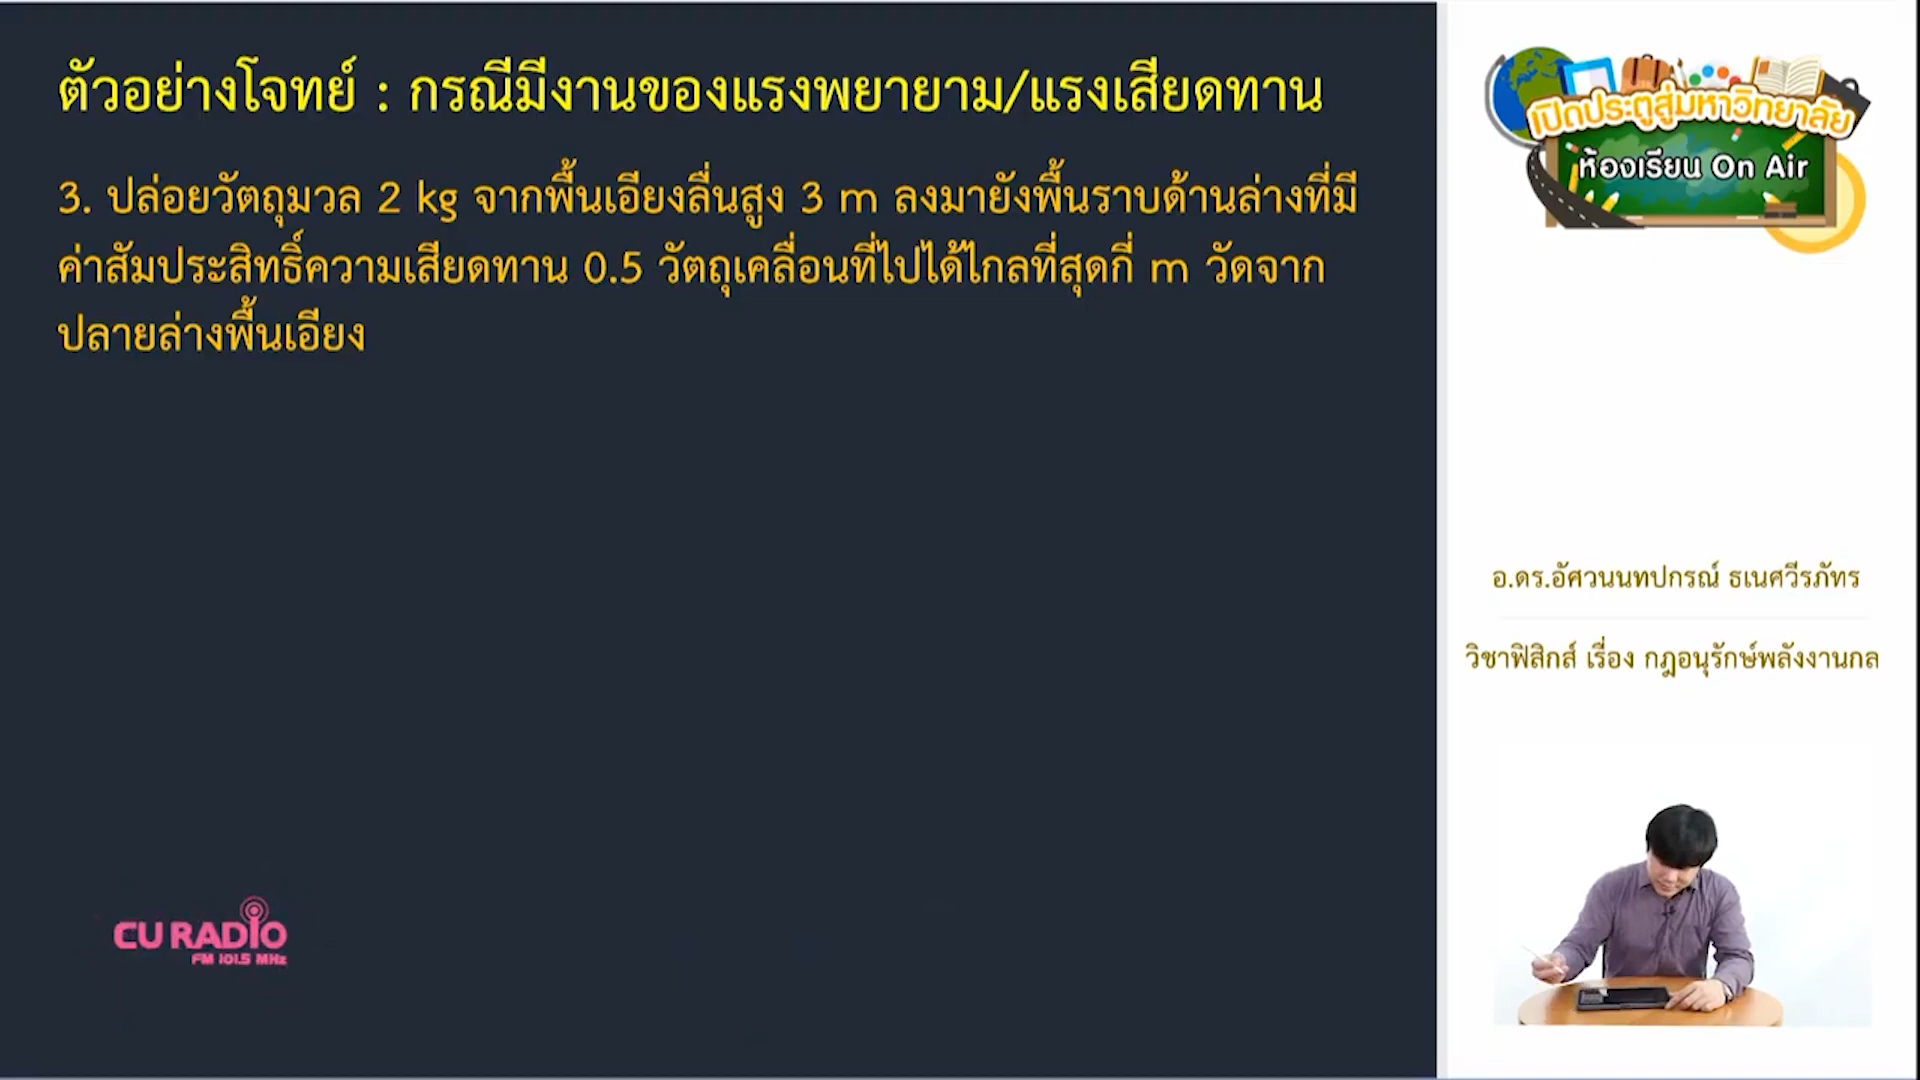 ตัวอย่างโจทย์ : กรณีมีงานของแรงพยายาม/แรงเสียดทาน
3. ปล่อยวัตถุมวล 2 kg จากพื้นเอียงลื่นสูง 3 m ลงมายังพื้นราบด้านล่างที่มี
ค่าสัมประสิทธิ์ความเสียดทาน 0.5 วัตถุเคลื่อนที่ไปได้ไกลที่สุดกี่ m วัดจาก
ปลายล่างพื้นเอียง
CU RADIO
FM 101.5 MHz
เปิดประตูสู่มหาวิทยาลัย
ห้องเรียน On Air
อ.ดร.อัศวนนทปกรณ์ ธเนศวีรภัทร
วิชาฟิสิกส์ เรื่อง กฎอนุรักษ์พลังงานกล